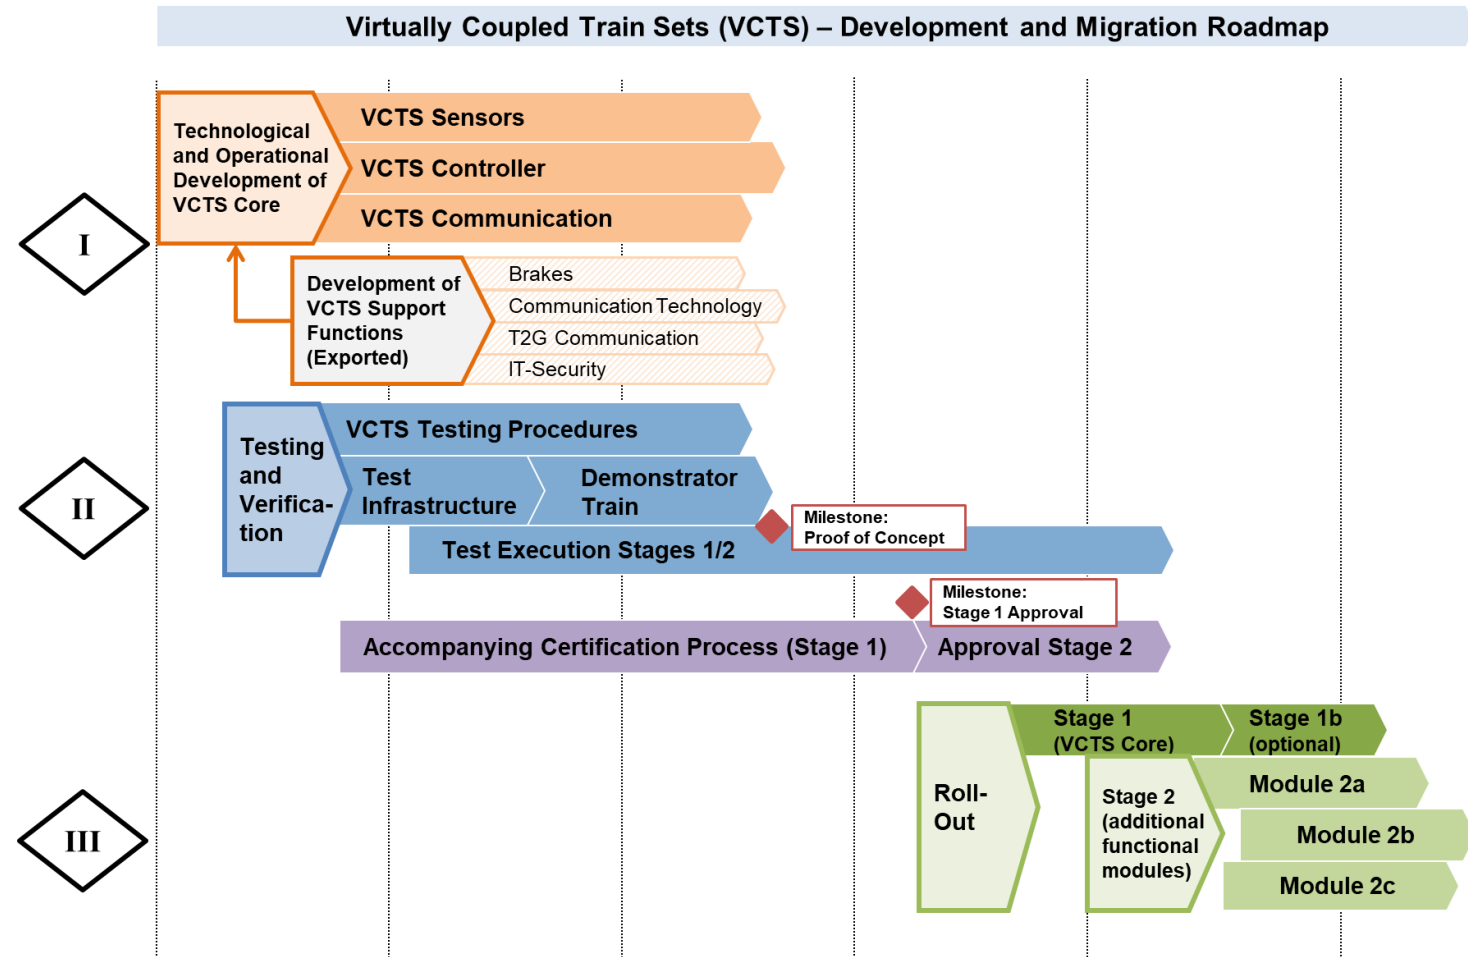 Virtually Coupled Train Sets (VCTS) – Development and Migration Roadmap
I
Technological
and Operational
Development of
VCTS Core
VCTS Sensors
VCTS Controller
VCTS Communication
Development of
VCTS Support
Functions
(Exported)
Brakes
Communication Technology
T2G Communication
IT-Security
II
Testing
and
Verifica-
tion
VCTS Testing Procedures
Test
Infrastructure
Demonstrator
Train
Milestone:
Proof of Concept
Test Execution Stages 1/2
Milestone:
Stage 1 Approval
Accompanying Certification Process (Stage 1)
Approval Stage 2
III
Roll-
Out
Stage 1
(VCTS Core)
Stage 1b
(optional)
Stage 2
(additional
functional
modules)
Module 2a
Module 2b
Module 2c